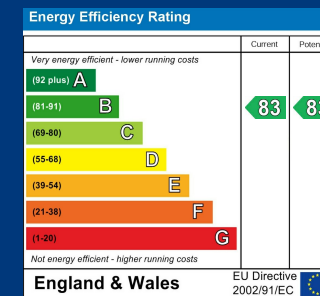 Energy Efficiency Rating
Current
Very energy efficient - lower running costs
(92 plus) A
(81-91) B
83
(69-80) C
(55-68) D
(39-54) E
(21-38) F
(1-20) G
Not energy efficient - higher running costs
England & Wales
EU Directive
2002/91/EC